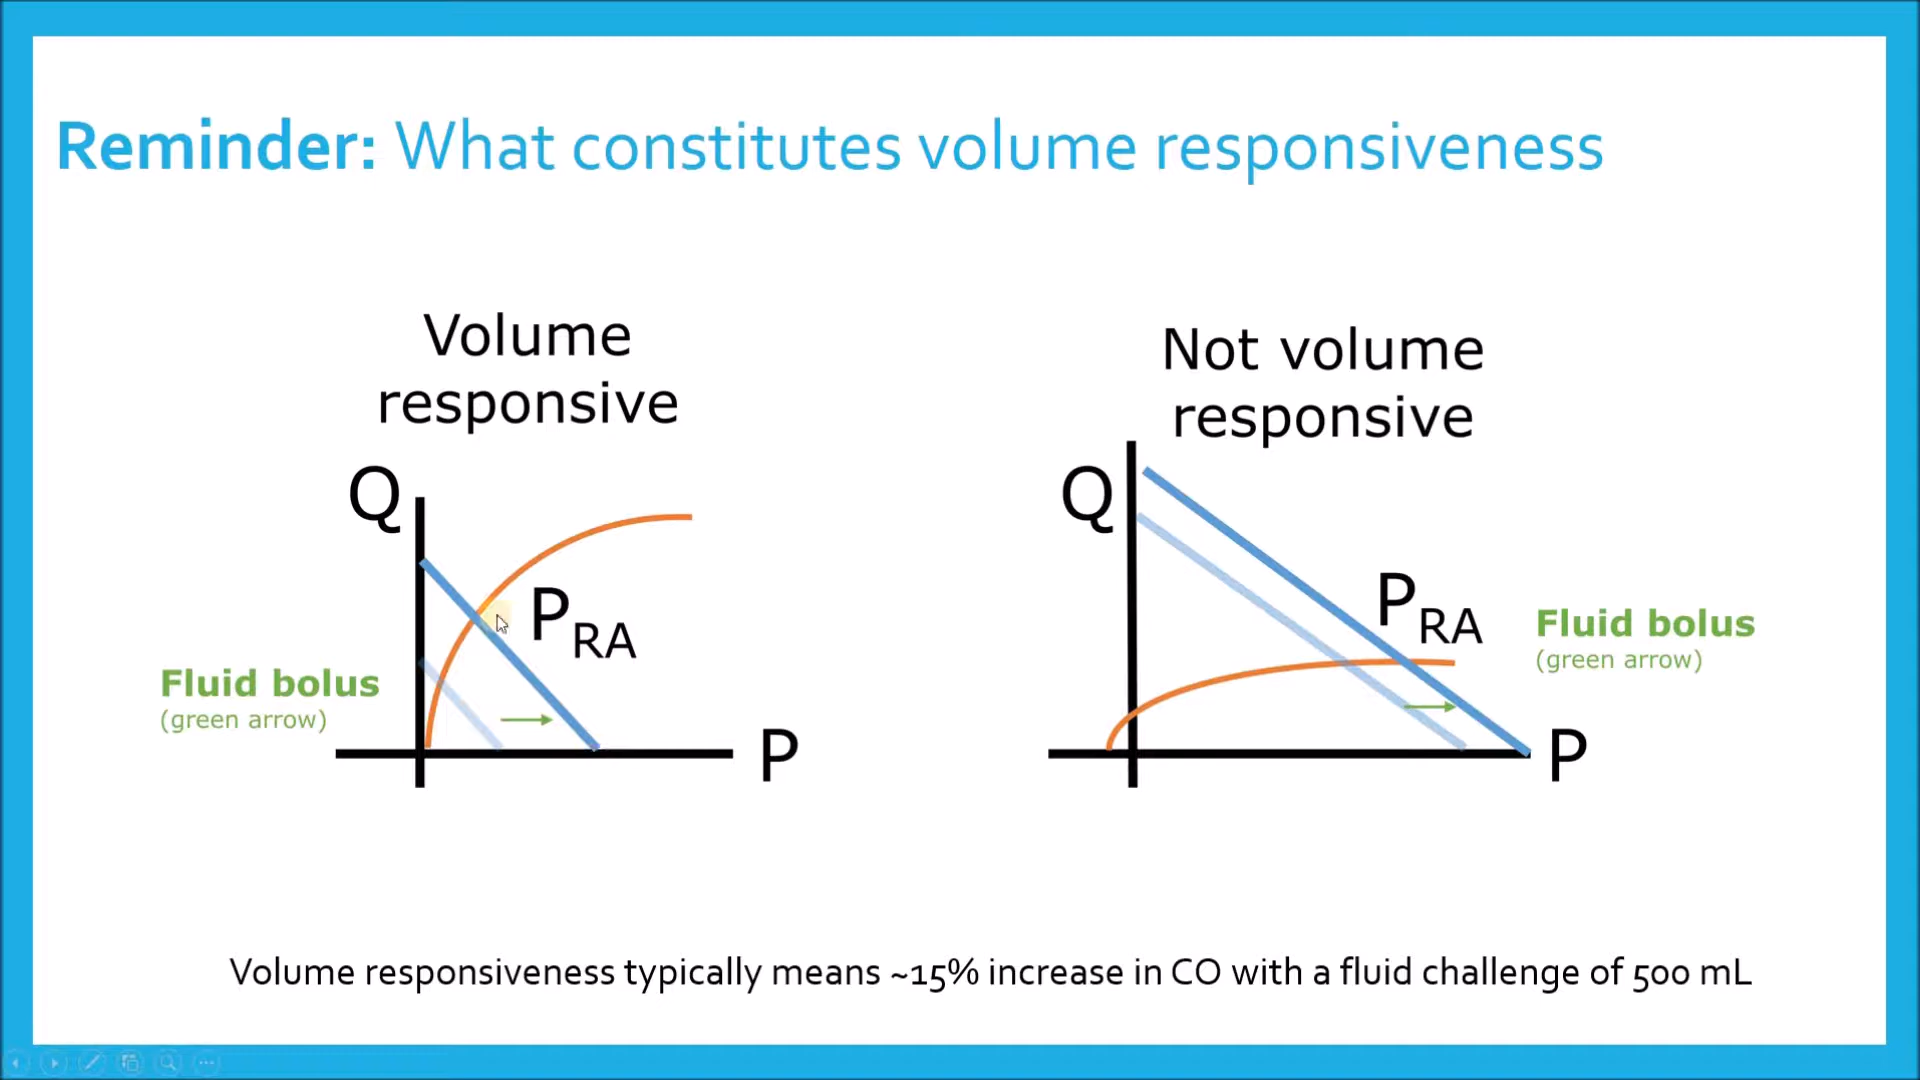 Reminder: What constitutes volume responsiveness
Volume
responsive
Q
PRA
Fluid bolus
(green arrow)
P
Not volume
responsive
Q
PRA
Fluid bolus
(green arrow)
P
Volume responsiveness typically means ~15% increase in CO with a fluid challenge of 500 mL